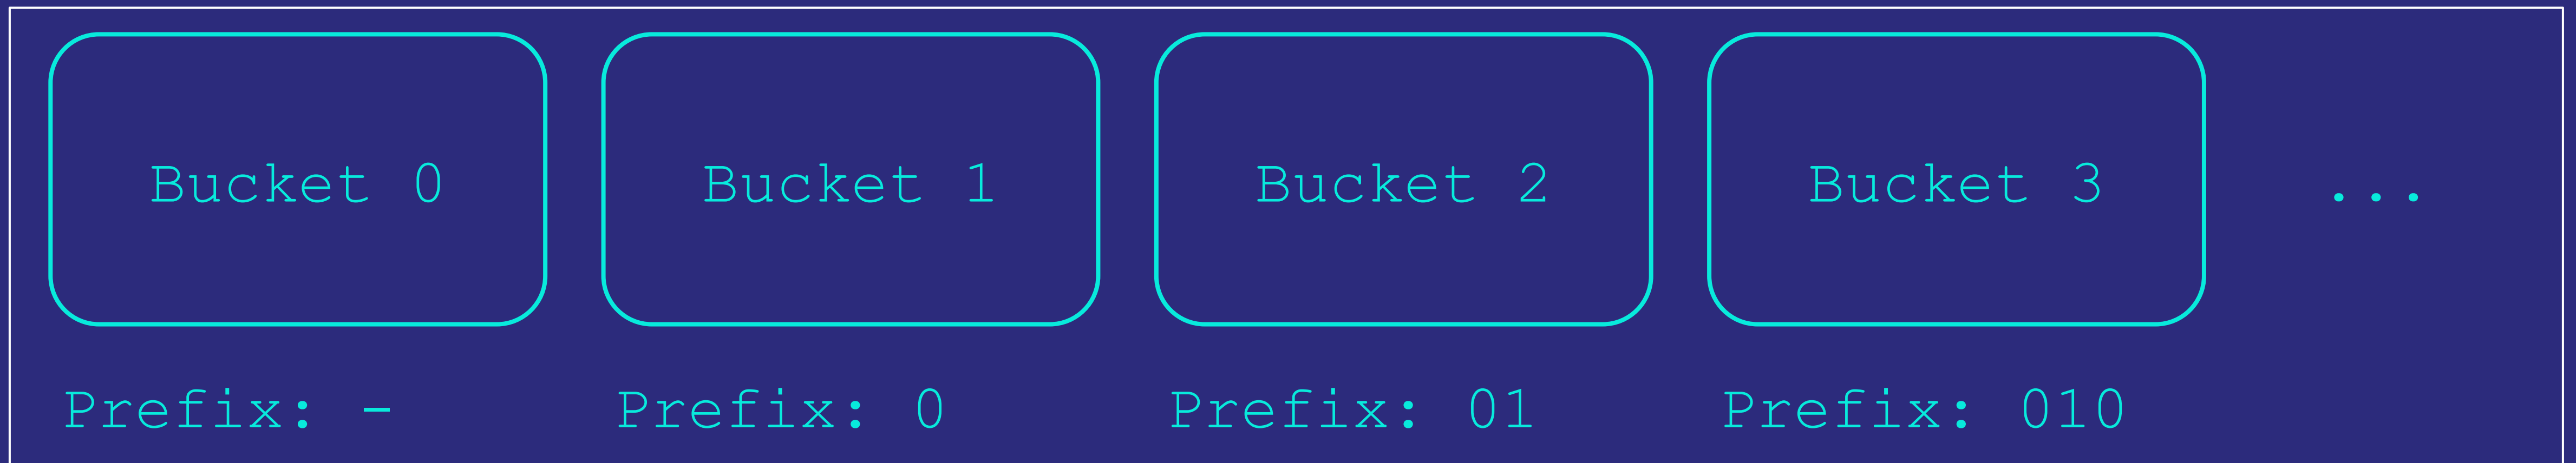 Bucket 0 Bucket 1 Bucket 2 Bucket 3 ...
Prefix: - Prefix: 0 Prefix: 01 Prefix: 010